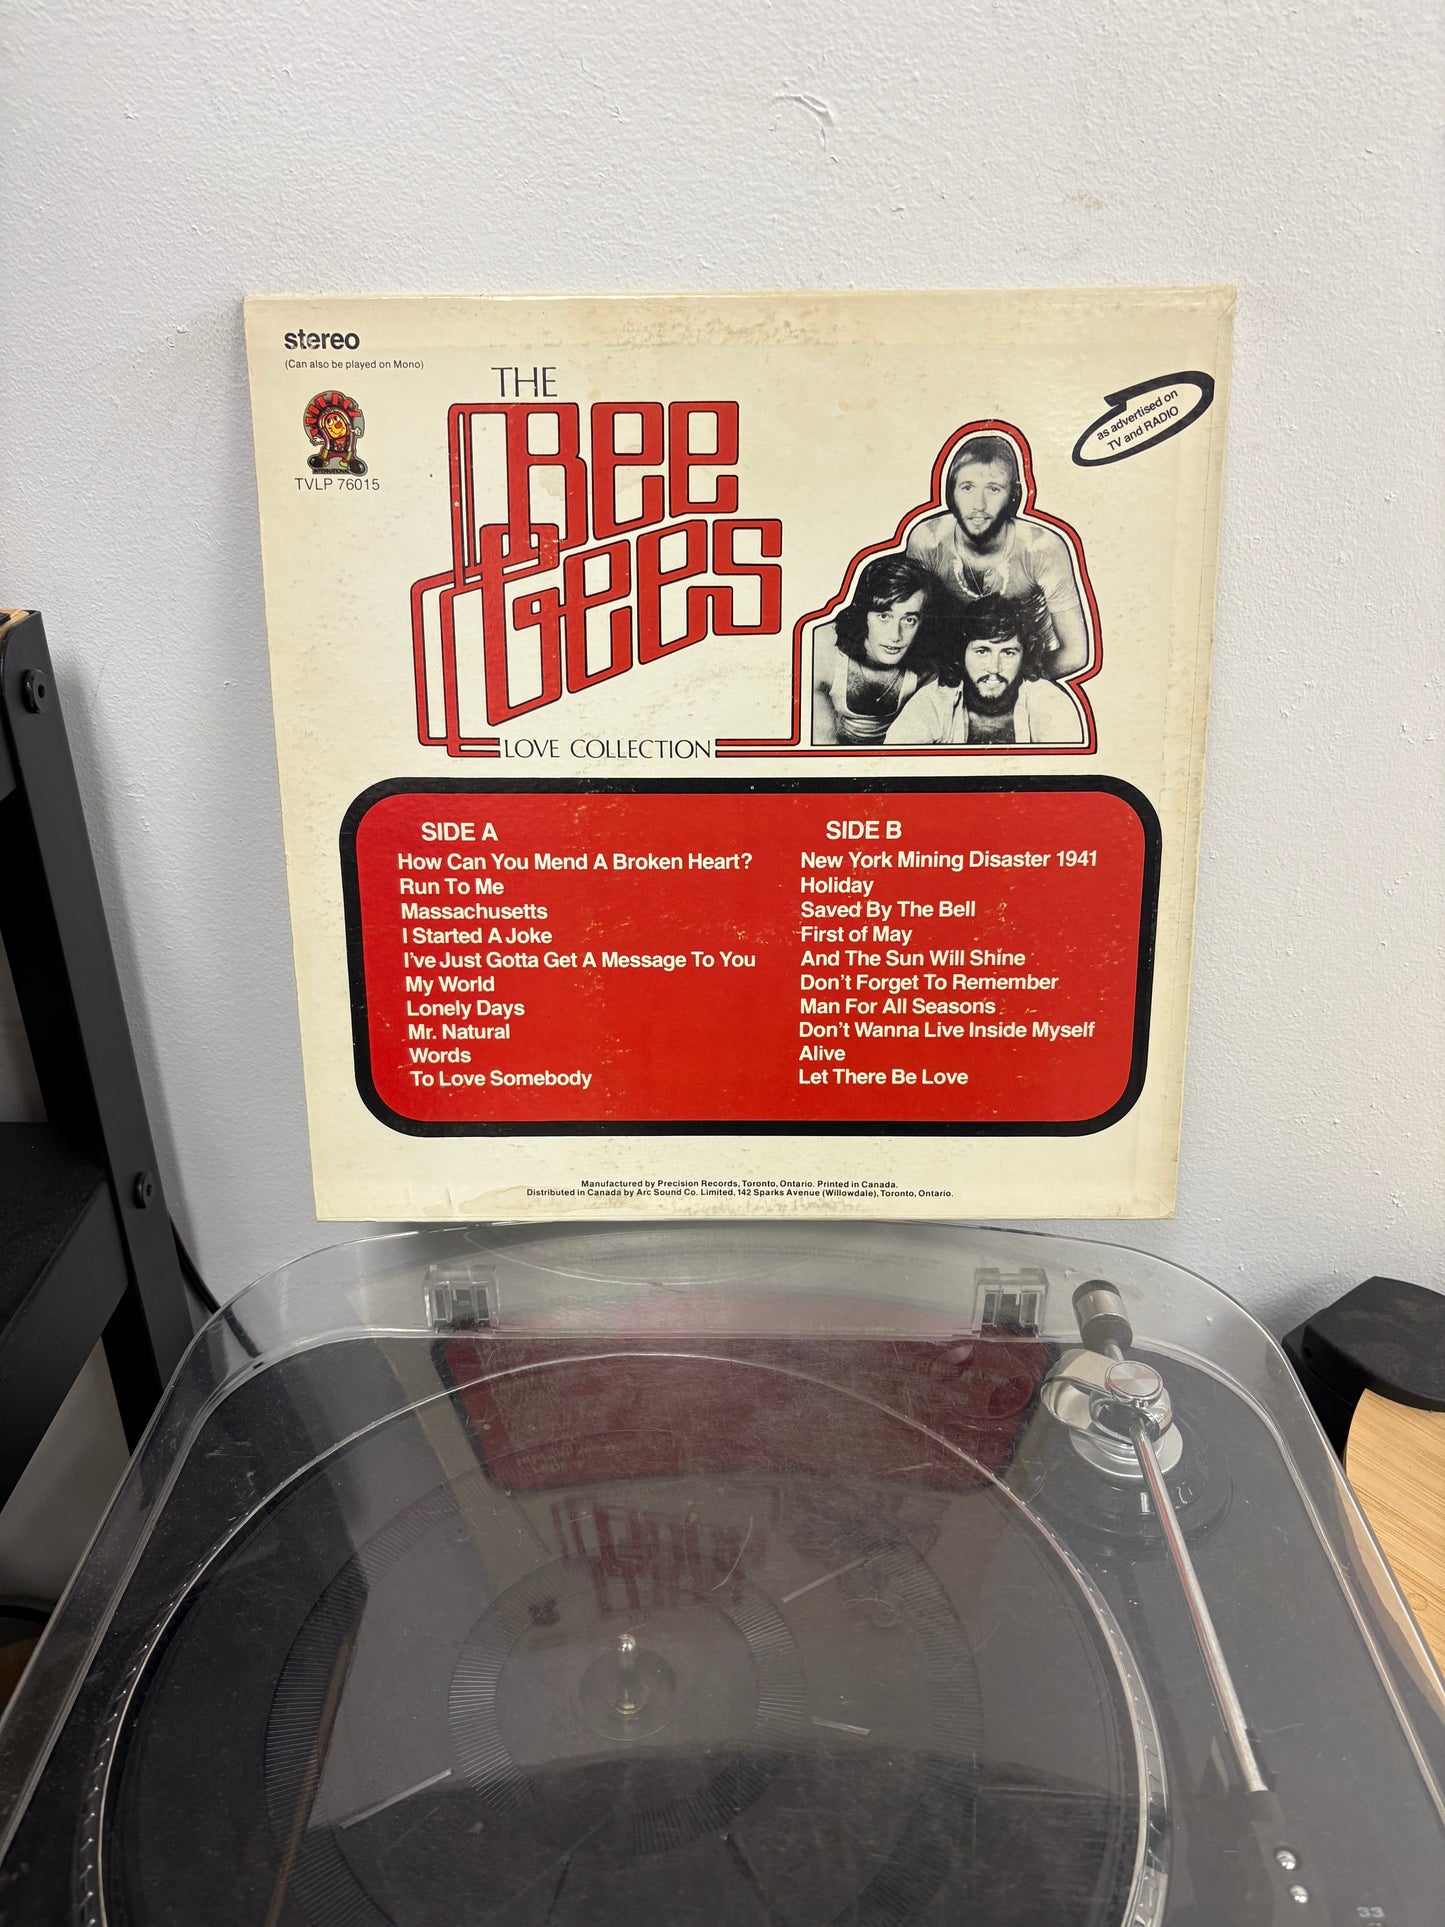 stereo
(Can also be played on Mono)
INTERNATIONAL
TVLP 76015
THE
Bee
Gees
LOVE COLLECTION
as advertised on
TV and RADIO
SIDE A
How Can You Mend A Broken Heart?
Run To Me
Massachusetts
I Started A Joke
I've Just Gotta Get A Message To You
My World
Lonely Days
Mr. Natural
Words
To Love Somebody
SIDE B
New York Mining Disaster 1941
Holiday
Saved By The Bell
First of May
And The Sun Will Shine
Don't Forget To Remember
Man For All Seasons
Don't Wanna Live Inside Myself
Alive
Let There Be Love
Manufactured by Precision Records, Toronto, Ontario. Printed in Canada.
Distributed in Canada by Arc Sound Co. Limited, 142 Sparks Avenue (Willowdale), Toronto, Ontario.
33